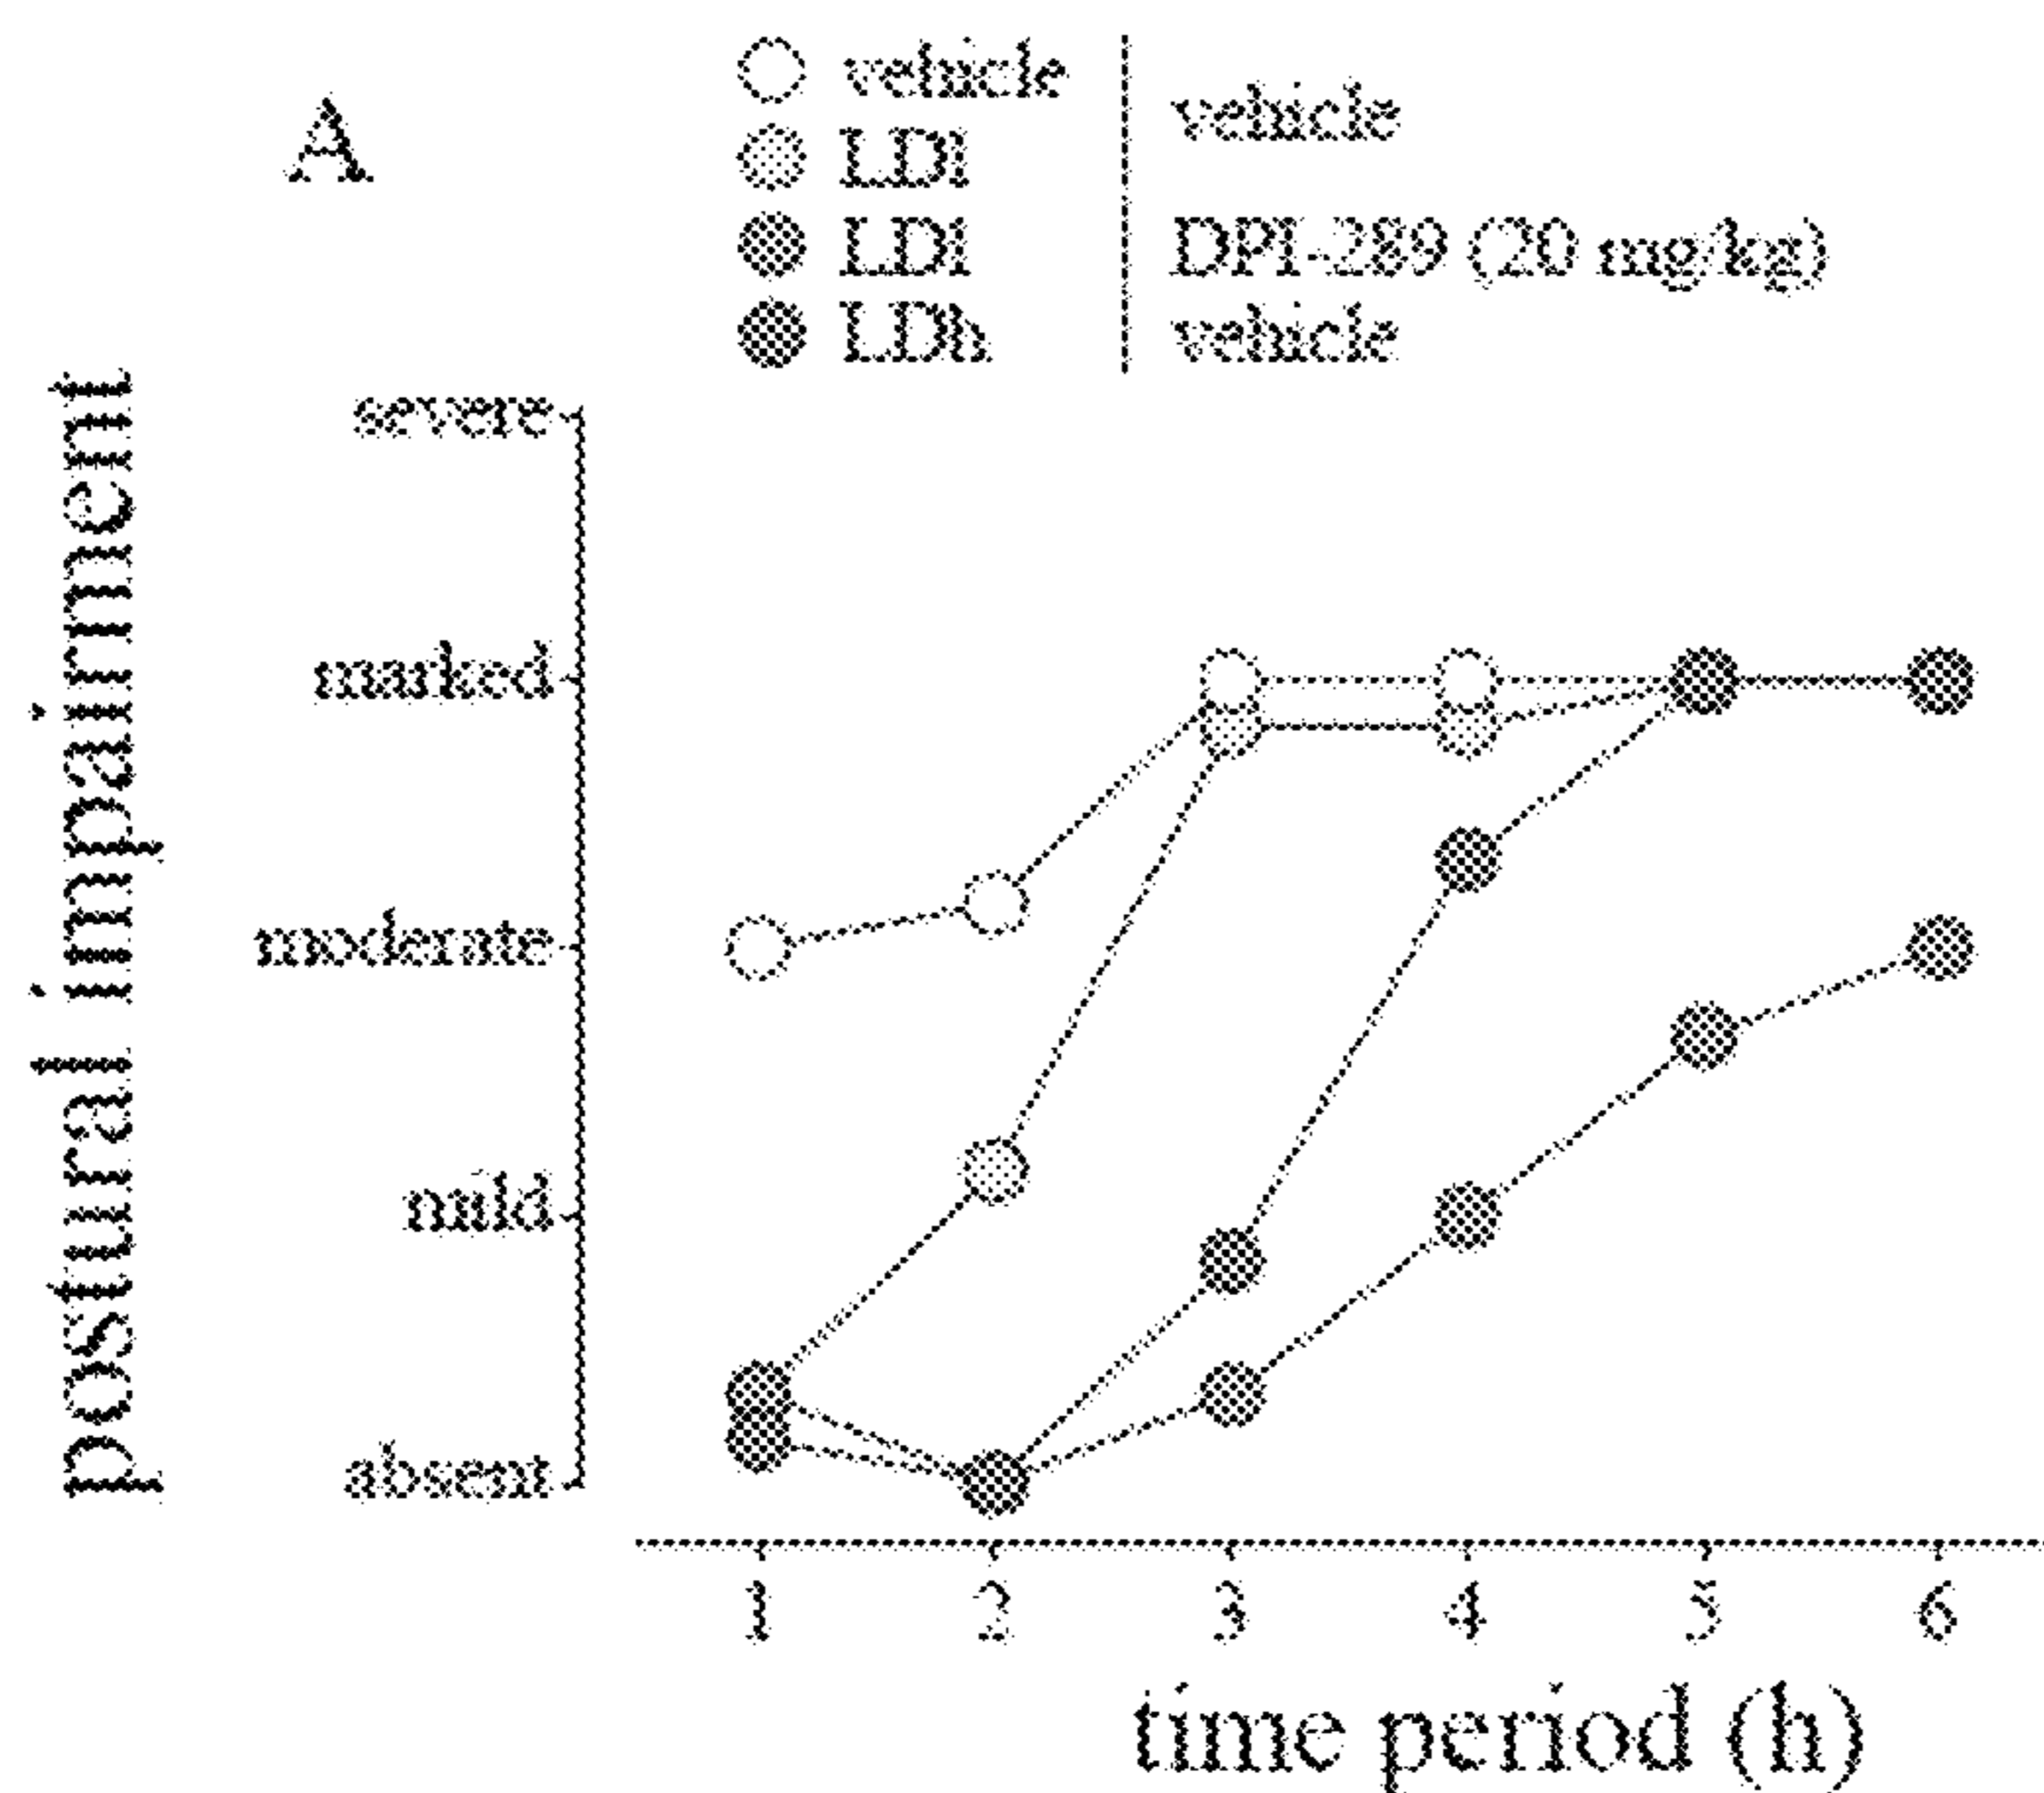 A
vehicle
LDl
LDl
LDh
vehicle
DPI-289 (20 mg/kg)
vehicle
postural impairment
severe
marked
moderate
mild
absent
1 2 3 4 5 6
time period (h)